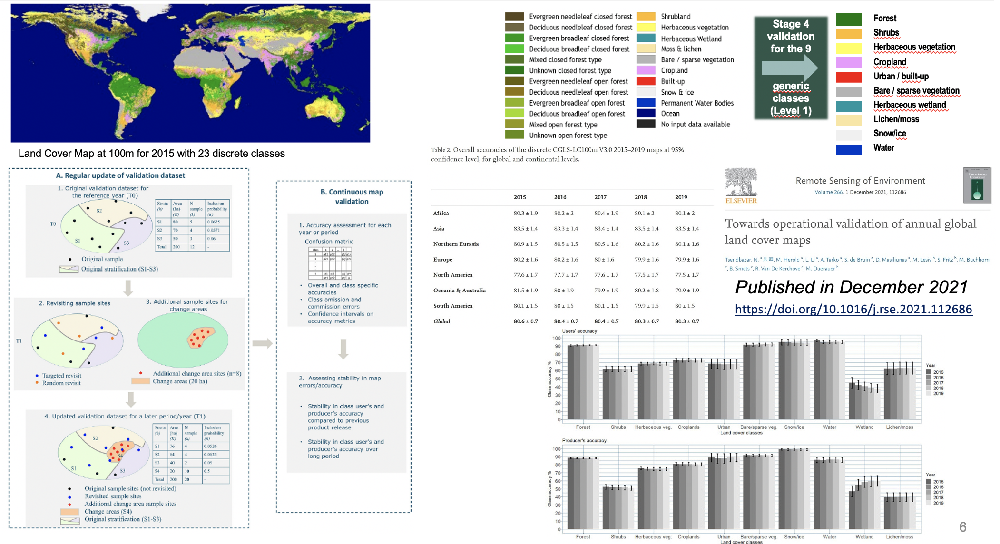 Land Cover Map at 100m for 2015 with 23 discrete classes
Evergreen needleleaf closed forest
Deciduous needleleaf closed forest
Evergreen broadleaf closed forest
Deciduous broadleaf closed forest
Mixed closed forest type
Unknown closed forest type
Evergreen needleleaf open forest
Deciduous needleleaf open forest
Evergreen broadleaf open forest
Deciduous broadleaf open forest
Mixed open forest type
Unknown open forest type
Shrubland
Herbaceous vegetation
Herbaceous Wetland
Moss & lichen
Bare / sparse vegetation
Cropland
Built-up
Snow & ice
Permanent Water Bodies
Ocean
No input data available
Stage 4
validation
for the 9
generic
classes
(Level 1)
Forest
Shrubs
Herbaceous vegetation
Cropland
Urban / built-up
Bare / sparse vegetation
Herbaceous wetland
Lichen/moss
Snow/ice
Water
A. Regular update of validation dataset
1. Original validation dataset for
the reference year (T0)
T0
S2
S1
S3
Strata (h) Area (ha) (K) N sample (k) Inclusion probability (π)
S1 80 5 0.0625
S2 70 4 0.0571
S3 50 3 0.06
Total 200 12 -
Original sample
Original stratification (S1-S3)
2. Revisiting sample sites
3. Additional sample sites for
change areas
T1
Targeted revisit
Random revisit
Additional change area sites (n=8)
Change areas (20 ha)
4. Updated validation dataset for a later period/year (T1)
S2
S4
S1
S3
Strata (h) Area (ha) (K) N sample (k) Inclusion probability (π)
S1 76 4 0.0526
S2 64 4 0.0625
S3 40 2 0.05
S4 20 10 0.5
Total 200 20 -
Original sample sites (not revisited)
Revisited sample sites
Additional change area sample sites
Change areas (S4)
Original stratification (S1-S3)
B. Continuous map
validation
1. Accuracy assessment for each
year or period
Confusion matrix
• Overall and class specific
accuracies
• Class omission and
commission errors
• Confidence intervals on
accuracy metrics
2. Assessing stability in map
errors/accuracy
• Stability in class user's and
producer's accuracy
compared to previous
product release
• Stability in class user's and
producer's accuracy over
long period
Table 2. Overall accuracies of the discrete CGLS-LC100m V3.0 2015–2019 maps at 95%
confidence level, for global and continental levels.
2015 2016 2017 2018 2019
Africa 80.3 ± 1.9 80.2 ± 2 80.4 ± 1.9 80.1 ± 2 80.1 ± 2
Asia 83.5 ± 1.4 83.3 ± 1.4 83.4 ± 1.4 83.5 ± 1.4 83.5 ± 1.4
Northern Eurasia 80.9 ± 1.5 80.5 ± 1.5 80.5 ± 1.6 80.2 ± 1.6 80.1 ± 1.6
Europe 80.2 ± 1.6 80.2 ± 1.6 80 ± 1.6 79.9 ± 1.6 79.9 ± 1.6
North America 77.6 ± 1.7 77.7 ± 1.7 77.6 ± 1.7 77.5 ± 1.7 77.5 ± 1.7
Oceania & Australia 81.5 ± 1.9 80 ± 1.9 79.9 ± 1.9 80.2 ± 1.8 79.9 ± 1.9
South America 80.1 ± 1.5 80 ± 1.5 80.1 ± 1.5 79.9 ± 1.5 80 ± 1.5
Global 80.6 ± 0.7 80.4 ± 0.7 80.4 ± 0.7 80.3 ± 0.7 80.3 ± 0.7
ELSEVIER
Remote Sensing of Environment
Volume 266, 1 December 2021, 112686
Towards operational validation of annual global
land cover maps
Tsendbazar, N. a, M. Herold a, L. Li a, A. Tarko a, S. de Bruin a, D. Masiliunas a, M. Lesiv b, S. Fritz b, M. Buchhorn
c, B. Smets c, R. Van De Kerchove c, M. Duerauer b
Published in December 2021
https://doi.org/10.1016/j.rse.2021.112686
Users' accuracy
Class accuracy %
100
90
80
70
60
50
40
30
20
10
0
Forest Shrubs Herbaceous veg. Croplands Urban Bare/sparse veg. Snow/ice Water Wetland Lichen/moss
Land cover classes
Year
2015
2016
2017
2018
2019
Producer's accuracy
Class accuracy %
100
90
80
70
60
50
40
30
20
10
0
Forest Shrubs Herbaceous veg. Croplands Urban Bare/sparse veg. Snow/ice Water Wetland Lichen/moss
Land cover classes
Year
2015
2016
2017
2018
2019
6